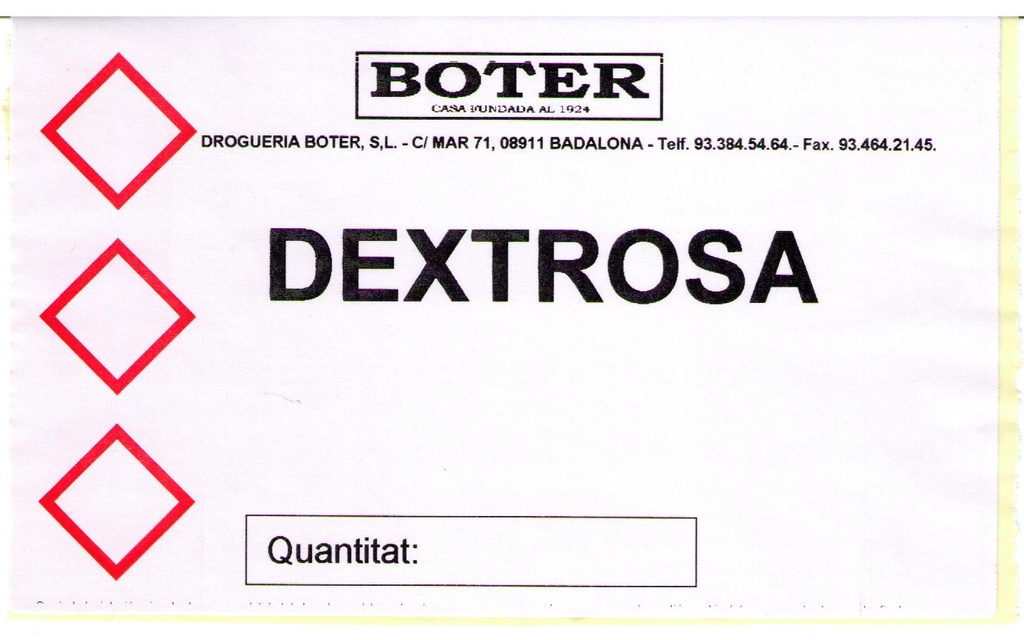 BOTER
CASA FUNDADA AL 1924
DROGUERIA BOTER, S,L. - C/ MAR 71, 08911 BADALONA - Telf. 93.384.54.64.- Fax. 93.464.21.45.
DEXTROSA
Quantitat: